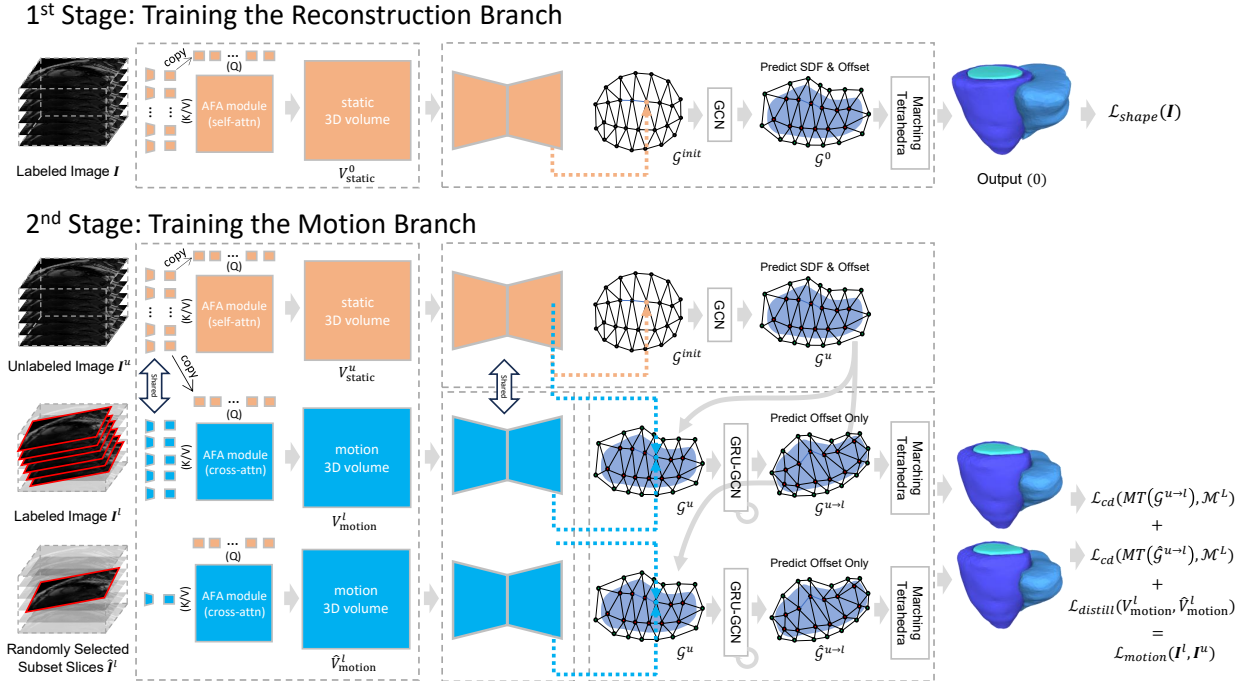 1st Stage: Training the Reconstruction Branch
copy
...
(Q)
(K/V)
AFA module
(self-attn)
static
3D volume
Labeled Image I
V⁰static
𝒢init
GCN
Predict SDF & Offset
𝒢⁰
Marching
Tetrahedra
Output (0)
ℒshape(I)
2nd Stage: Training the Motion Branch
copy
...
(Q)
(K/V)
AFA module
(self-attn)
static
3D volume
Unlabeled Image Iᵘ
Vᵘstatic
𝒢init
GCN
Predict SDF & Offset
𝒢ᵘ
copy
Shared
Shared
...
(Q)
(K/V)
AFA module
(cross-attn)
motion
3D volume
Labeled Image Iˡ
Vˡmotion
𝒢ᵘ
GRU-GCN
Predict Offset Only
𝒢ᵘ→ˡ
Marching
Tetrahedra
...
(Q)
(K/V)
AFA module
(cross-attn)
motion
3D volume
Randomly Selected
Subset Slices Îˡ
V̂ˡmotion
𝒢ᵘ
GRU-GCN
Predict Offset Only
𝒢̂ᵘ→ˡ
Marching
Tetrahedra
ℒcd(MT(𝒢ᵘ→ˡ), ℳᴸ)
+
ℒcd(MT(𝒢̂ᵘ→ˡ), ℳᴸ)
+
ℒdistill(Vˡmotion, V̂ˡmotion)
=
ℒmotion(Iˡ, Iᵘ)